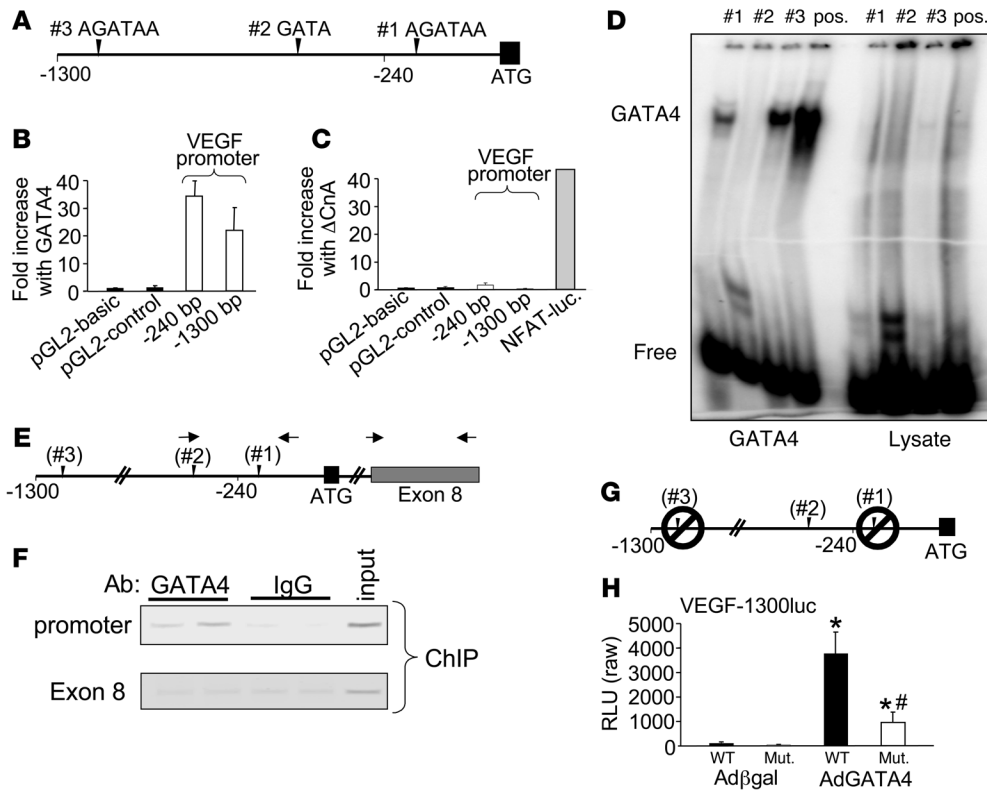 A
#3 AGATAA #2 GATA #1 AGATAA
-1300 -240 ATG
B
VEGF
promoter
Fold increase
with GATA4
40
30
20
10
0
pGL2-basic
pGL2-control
-240 bp
-1300 bp
C
VEGF
promoter
Fold increase
with ΔCnA
40
30
20
10
0
pGL2-basic
pGL2-control
-240 bp
-1300 bp
NFAT-luc.
D
#1 #2 #3 pos. #1 #2 #3 pos.
GATA4
Free
GATA4 Lysate
E
(#3) (#2) (#1)
-1300 -240 ATG Exon 8
F
Ab: GATA4 IgG input
promoter
Exon 8
ChIP
G
(#3) (#2) (#1)
-1300 -240 ATG
H
VEGF-1300luc
RLU (raw)
5000
4000
3000
2000
1000
0
*
*#
WT Mut. WT Mut.
Adβgal AdGATA4